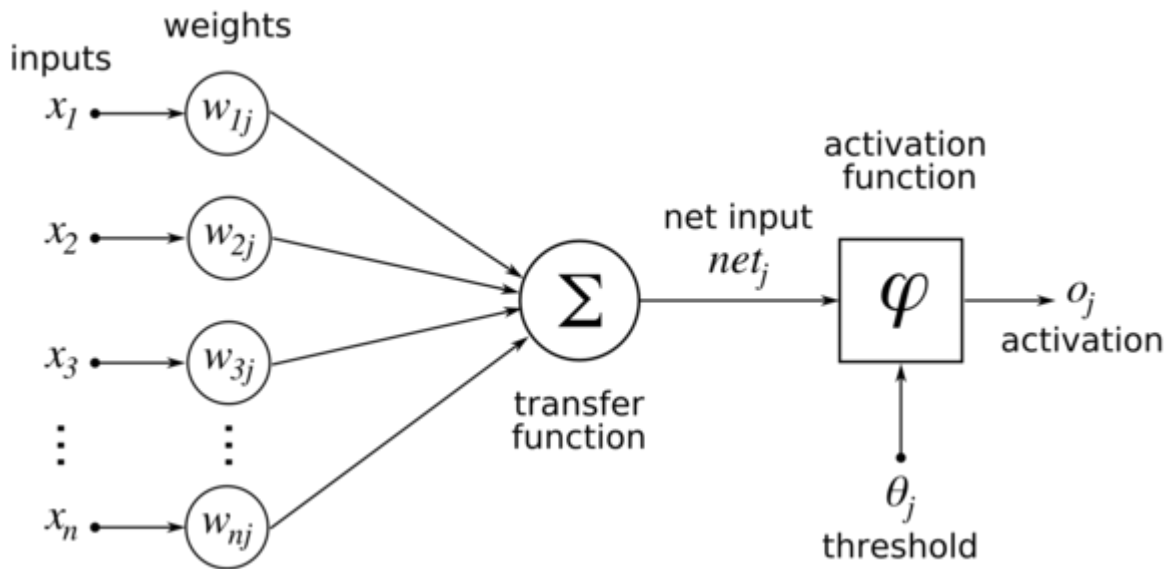 weights
inputs
x₁
w₁ⱼ
activation
function
x₂
w₂ⱼ
net input
netⱼ
Σ
φ
oⱼ
activation
x₃
w₃ⱼ
transfer
function
⋮
⋮
θⱼ
threshold
xₙ
wₙⱼ